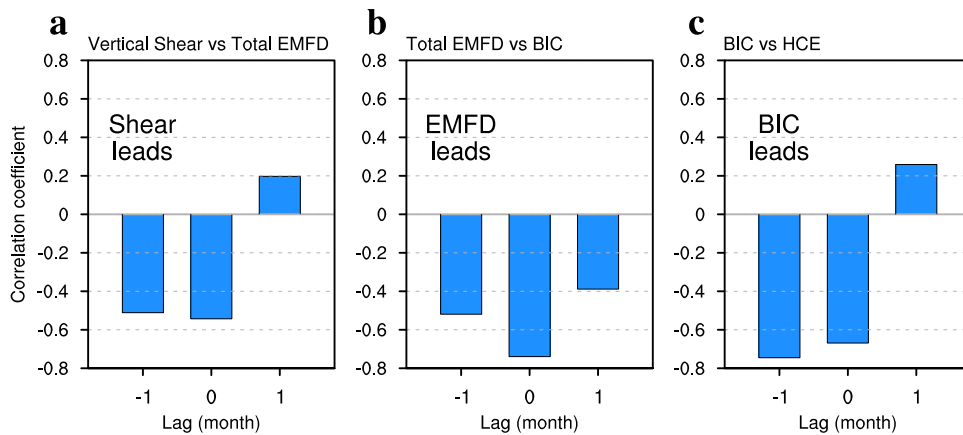 a
Vertical Shear vs Total EMFD
0.8
0.6
0.4
0.2
0
-0.2
-0.4
-0.6
-0.8
Correlation coefficient
Shear
leads
-1 0 1
Lag (month)
b
Total EMFD vs BIC
0.8
0.6
0.4
0.2
0
-0.2
-0.4
-0.6
-0.8
EMFD
leads
-1 0 1
Lag (month)
c
BIC vs HCE
0.8
0.6
0.4
0.2
0
-0.2
-0.4
-0.6
-0.8
BIC
leads
-1 0 1
Lag (month)